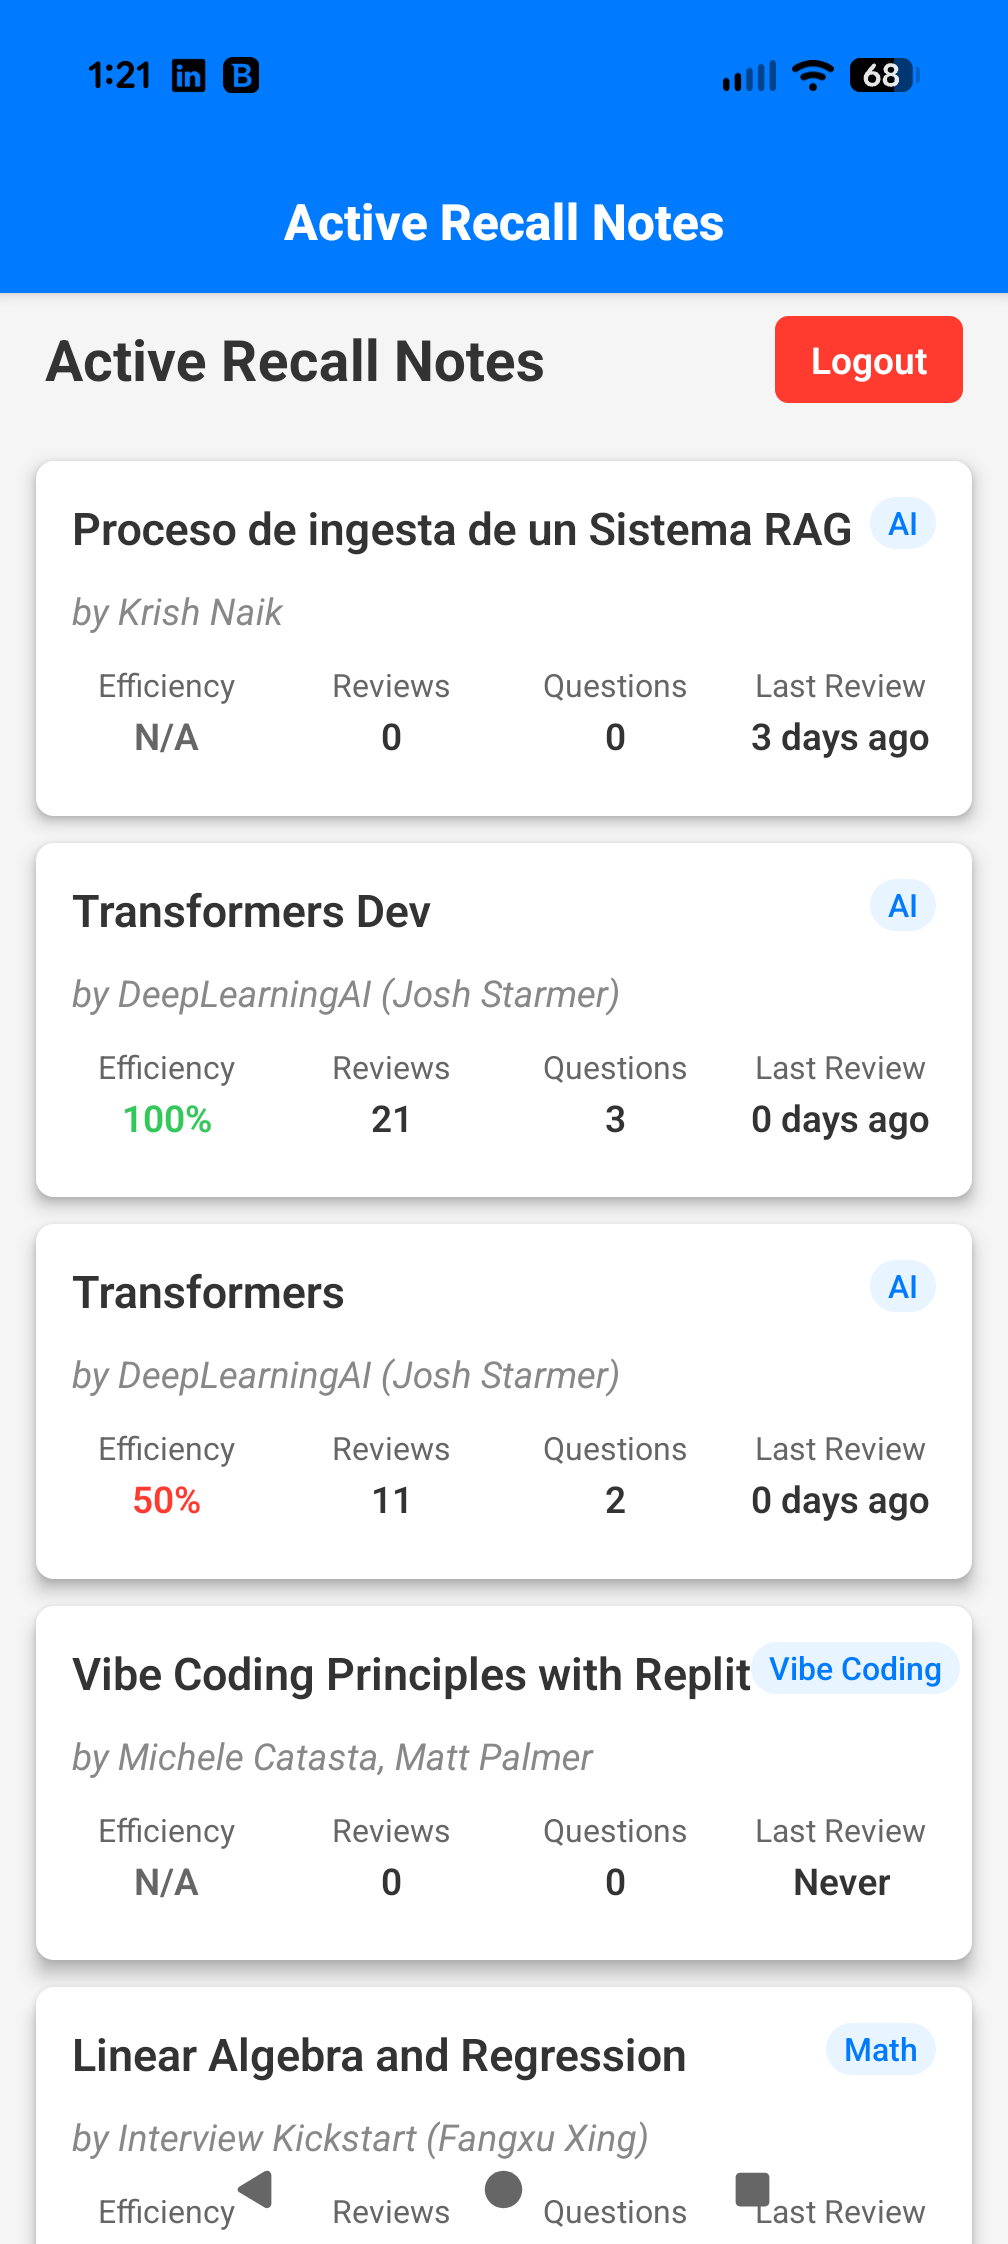 1:21 in B 68
Active Recall Notes
Active Recall Notes Logout
Proceso de ingesta de un Sistema RAG AI
by Krish Naik
Efficiency Reviews Questions Last Review
N/A 0 0 3 days ago
Transformers Dev AI
by DeepLearningAI (Josh Starmer)
Efficiency Reviews Questions Last Review
100% 21 3 0 days ago
Transformers AI
by DeepLearningAI (Josh Starmer)
Efficiency Reviews Questions Last Review
50% 11 2 0 days ago
Vibe Coding Principles with Replit Vibe Coding
by Michele Catasta, Matt Palmer
Efficiency Reviews Questions Last Review
N/A 0 0 Never
Linear Algebra and Regression Math
by Interview Kickstart (Fangxu Xing)
Efficiency Reviews Questions Last Review